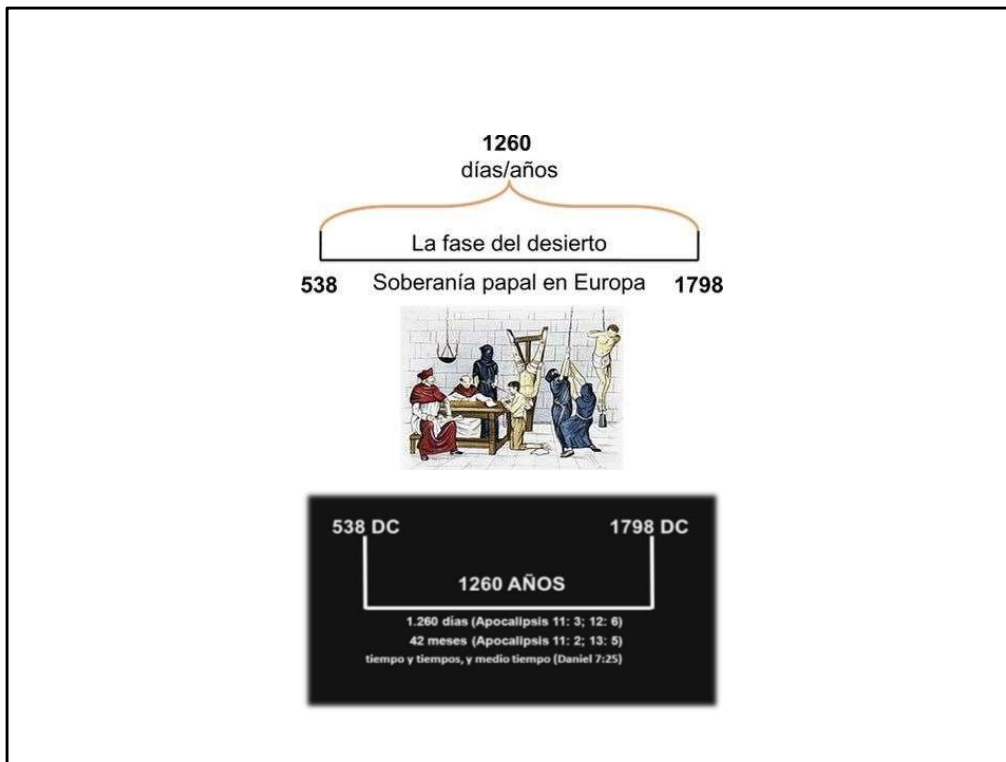 1260
días/años
La fase del desierto
538 Soberanía papal en Europa 1798
538 DC 1798 DC
1260 AÑOS
1.260 días (Apocalipsis 11: 3; 12: 6)
42 meses (Apocalipsis 11: 2; 13: 5)
tiempo y tiempos, y medio tiempo (Daniel 7:25)